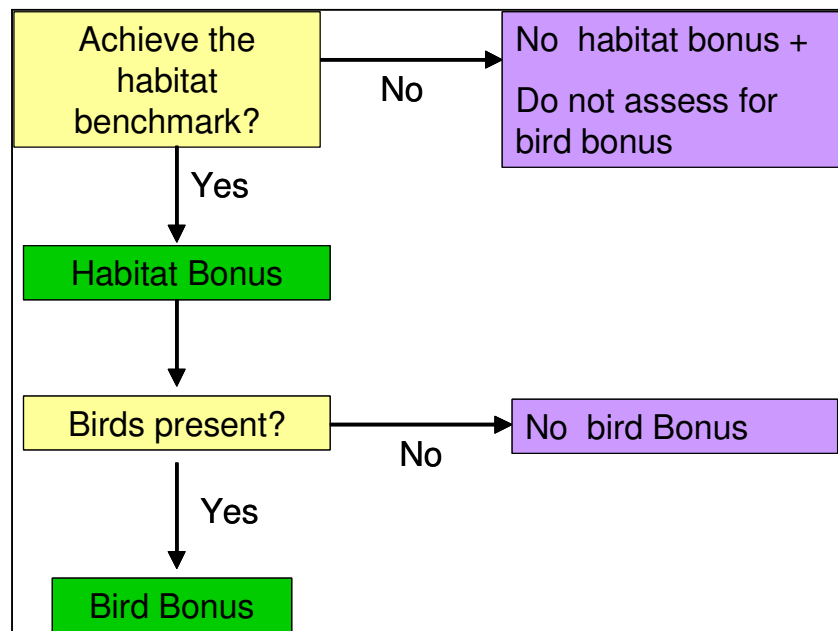 Achieve the
habitat
benchmark?
No
No habitat bonus +
Do not assess for
bird bonus
Yes
Habitat Bonus
Birds present?
No
No bird Bonus
Yes
Bird Bonus